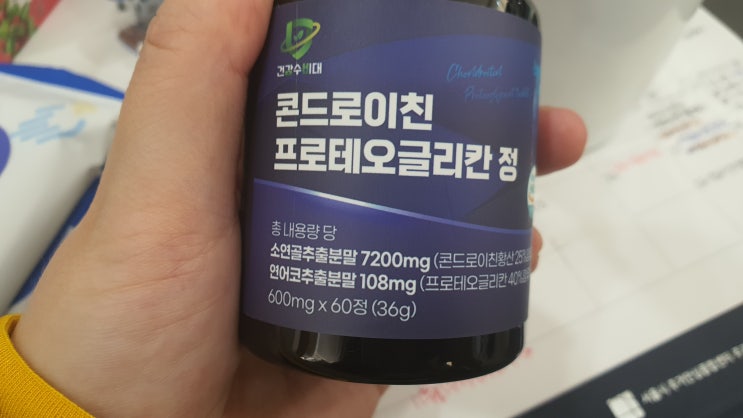 건강수비대
Chondroitin
콘드로이친
프로테오글리칸 정
총 내용량 당
소연골추출분말 7200mg (콘드로이친황산 25%
연어코추출분말 108mg (프로테오글리칸 40%
600mg x 60정 (36g)